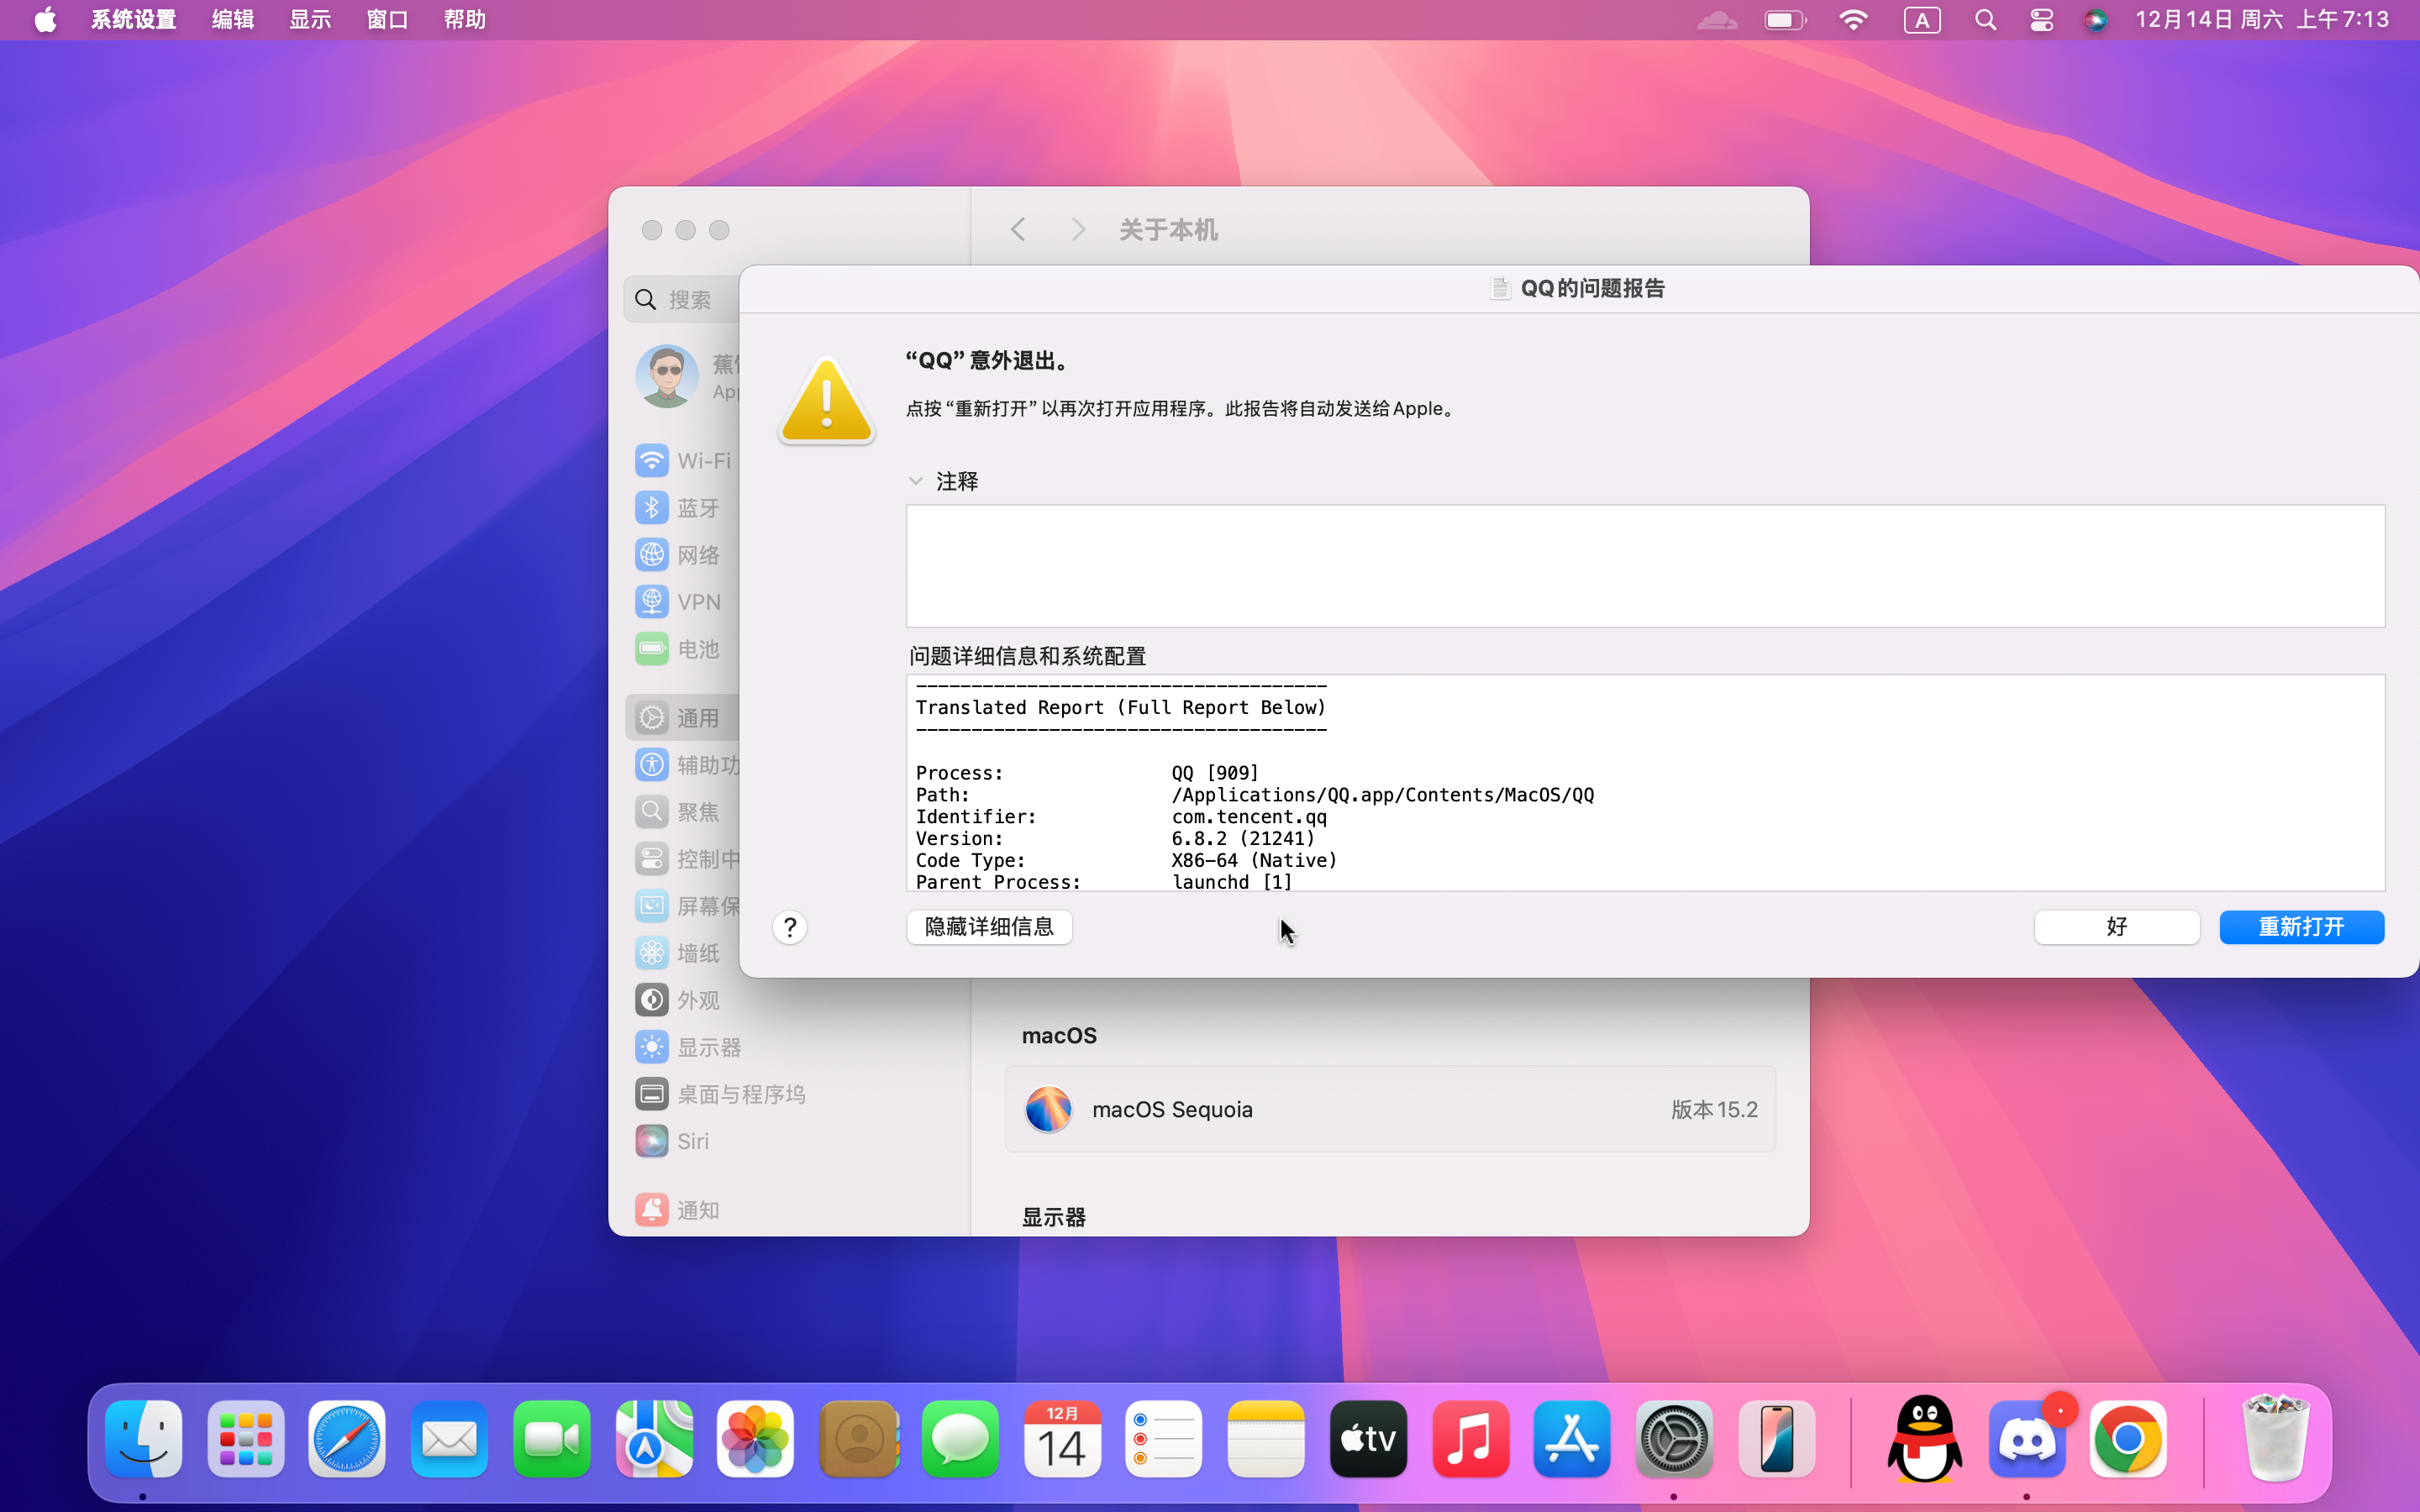 系统设置 编辑 显示 窗口 帮助
A
12月14日 周六 上午7:13
关于本机
搜索
Wi-Fi
蓝牙
网络
VPN
电池
通用
辅助功
聚焦
控制中
屏幕保
墙纸
外观
显示器
桌面与程序坞
Siri
通知
QQ的问题报告
“QQ” 意外退出。
点按 “重新打开” 以再次打开应用程序。此报告将自动发送给 Apple。
注释
问题详细信息和系统配置
-------------------------------------
Translated Report (Full Report Below)
-------------------------------------
Process: QQ [909]
Path: /Applications/QQ.app/Contents/MacOS/QQ
Identifier: com.tencent.qq
Version: 6.8.2 (21241)
Code Type: X86-64 (Native)
Parent Process: launchd [1]
?
隐藏详细信息
好
重新打开
macOS
macOS Sequoia
版本 15.2
显示器
12月
14
tv